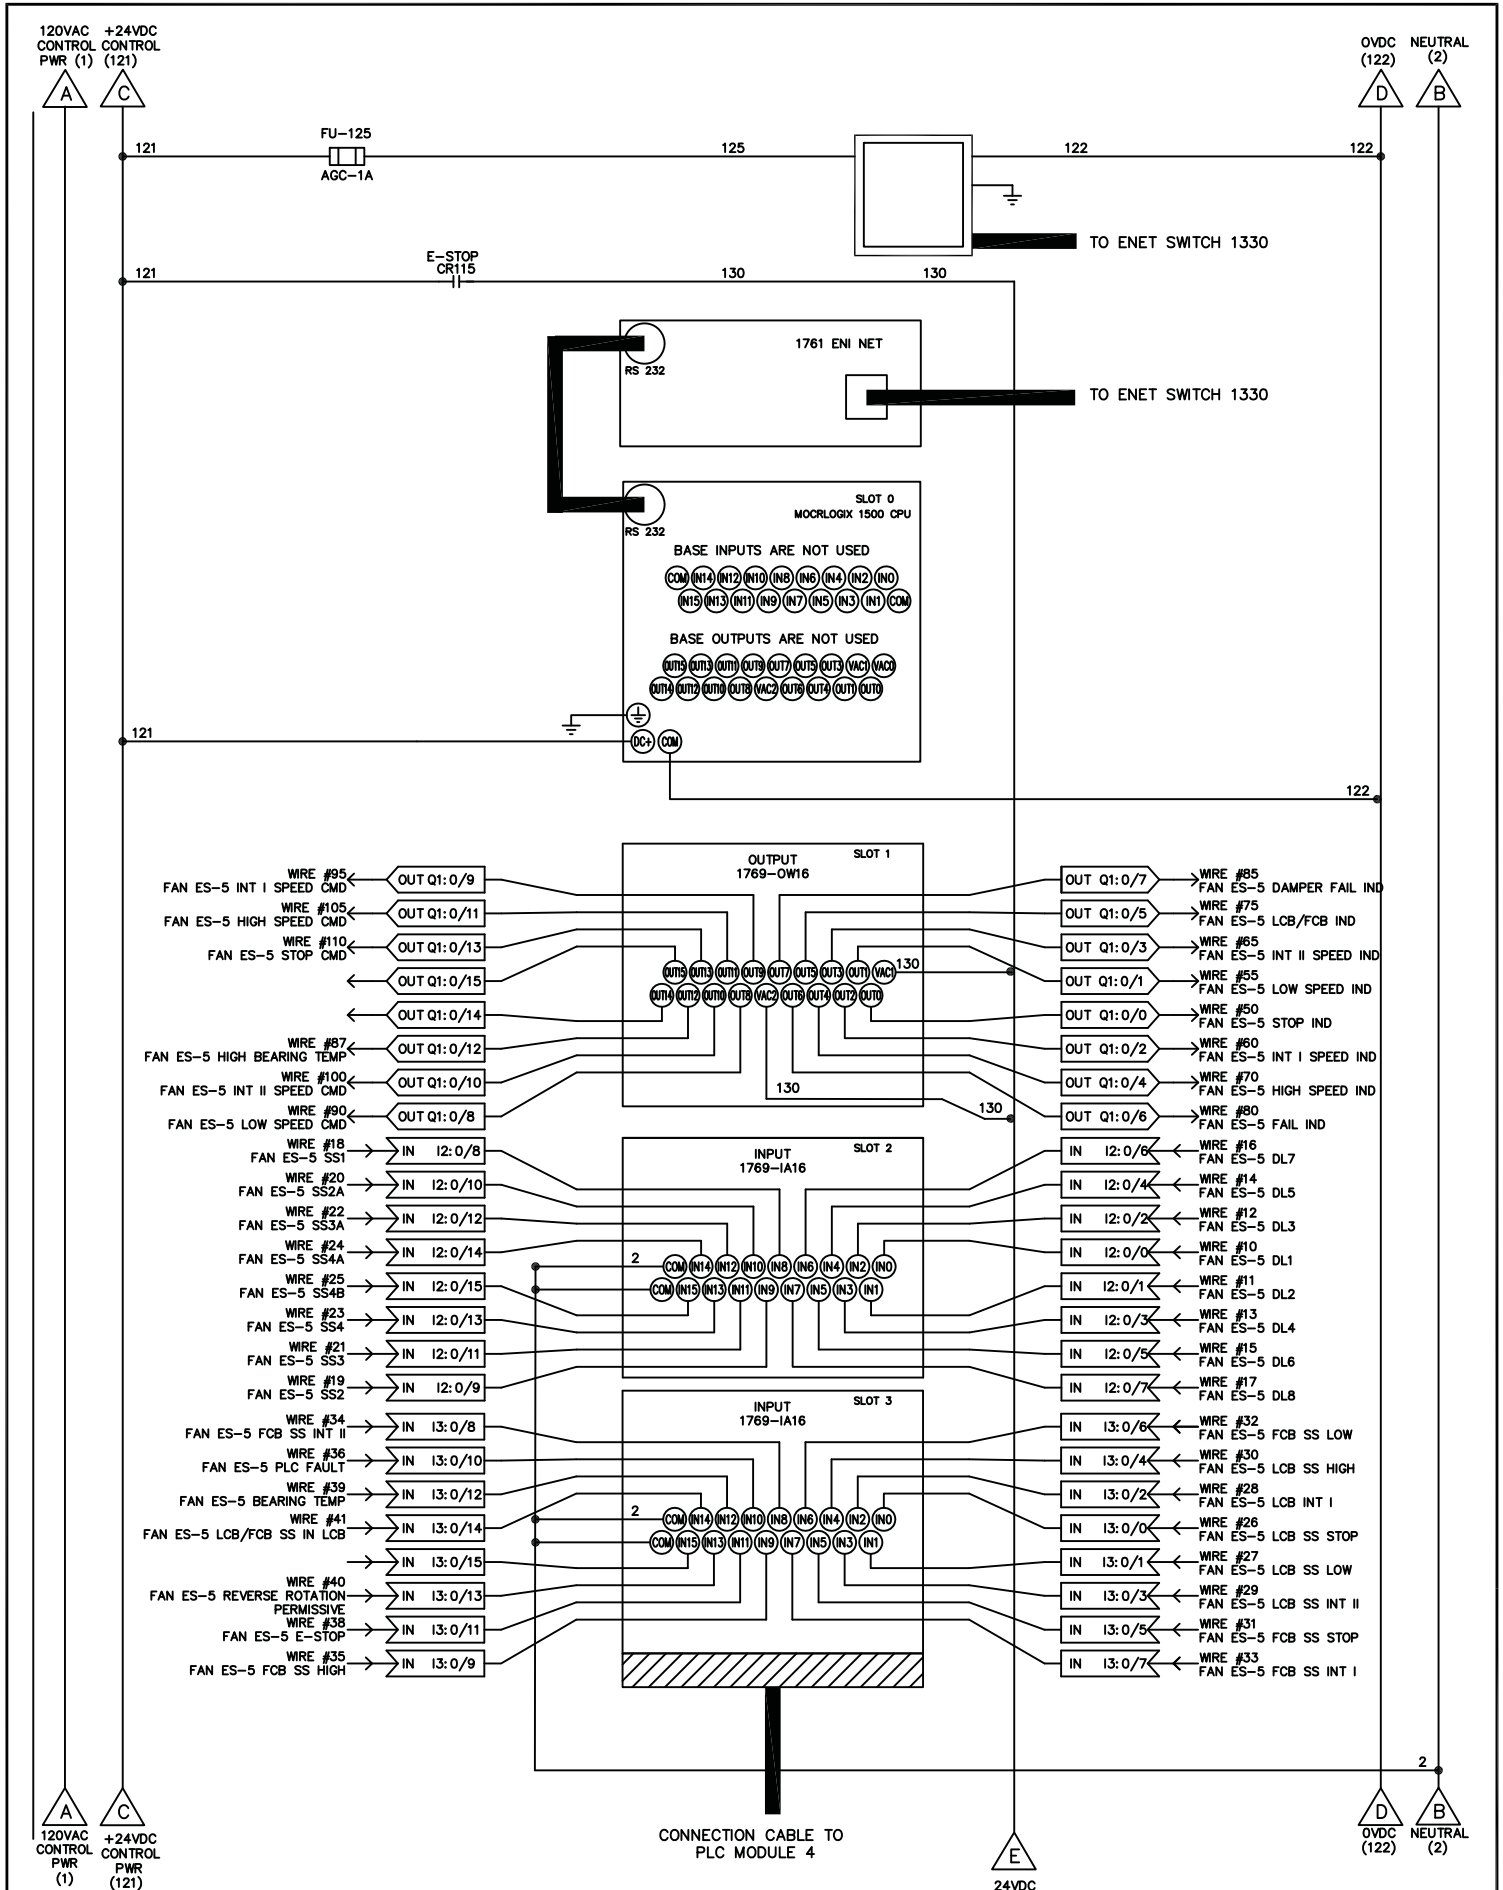 120VAC
CONTROL
PWR (1)
+24VDC
CONTROL
(121)
0VDC
(122)
NEUTRAL
(2)
A
C
D
B
121
FU-125
AGC-1A
125
122
122
TO ENET SWITCH 1330
121
E-STOP
CR115
130
130
1761 ENI NET
RS 232
TO ENET SWITCH 1330
SLOT 0
MOCRLOGIX 1500 CPU
RS 232
BASE INPUTS ARE NOT USED
COM IN14 IN12 IN10 IN8 IN6 IN4 IN2 IN0
IN15 IN13 IN11 IN9 IN7 IN5 IN3 IN1 COM
BASE OUTPUTS ARE NOT USED
OUT15 OUT13 OUT11 OUT9 OUT7 OUT5 OUT3 VAC1 VAC0
OUT14 OUT12 OUT10 OUT8 VAC2 OUT6 OUT4 OUT1 OUT0
121
DC+ COM
122
OUTPUT
1769-OW16
SLOT 1
WIRE #95
FAN ES-5 INT I SPEED CMD
OUT Q1:0/9
WIRE #105
FAN ES-5 HIGH SPEED CMD
OUT Q1:0/11
WIRE #110
FAN ES-5 STOP CMD
OUT Q1:0/13
OUT Q1:0/15
OUT Q1:0/14
WIRE #87
FAN ES-5 HIGH BEARING TEMP
OUT Q1:0/12
WIRE #100
FAN ES-5 INT II SPEED CMD
OUT Q1:0/10
WIRE #90
FAN ES-5 LOW SPEED CMD
OUT Q1:0/8
OUT15 OUT13 OUT11 OUT9 OUT7 OUT5 OUT3 OUT1 VAC1
130
OUT14 OUT12 OUT10 OUT8 VAC2 OUT6 OUT4 OUT2 OUT0
130
130
OUT Q1:0/7
WIRE #85
FAN ES-5 DAMPER FAIL IND
OUT Q1:0/5
WIRE #75
FAN ES-5 LCB/FCB IND
OUT Q1:0/3
WIRE #65
FAN ES-5 INT II SPEED IND
OUT Q1:0/1
WIRE #55
FAN ES-5 LOW SPEED IND
OUT Q1:0/0
WIRE #50
FAN ES-5 STOP IND
OUT Q1:0/2
WIRE #60
FAN ES-5 INT I SPEED IND
OUT Q1:0/4
WIRE #70
FAN ES-5 HIGH SPEED IND
OUT Q1:0/6
WIRE #80
FAN ES-5 FAIL IND
INPUT
1769-IA16
SLOT 2
WIRE #18
FAN ES-5 SS1
IN I2:0/8
WIRE #20
FAN ES-5 SS2A
IN I2:0/10
WIRE #22
FAN ES-5 SS3A
IN I2:0/12
WIRE #24
FAN ES-5 SS4A
IN I2:0/14
WIRE #25
FAN ES-5 SS4B
IN I2:0/15
WIRE #23
FAN ES-5 SS4
IN I2:0/13
WIRE #21
FAN ES-5 SS3
IN I2:0/11
WIRE #19
FAN ES-5 SS2
IN I2:0/9
2
COM IN14 IN12 IN10 IN8 IN6 IN4 IN2 IN0
COM IN15 IN13 IN11 IN9 IN7 IN5 IN3 IN1
IN I2:0/6
WIRE #16
FAN ES-5 DL7
IN I2:0/4
WIRE #14
FAN ES-5 DL5
IN I2:0/2
WIRE #12
FAN ES-5 DL3
IN I2:0/0
WIRE #10
FAN ES-5 DL1
IN I2:0/1
WIRE #11
FAN ES-5 DL2
IN I2:0/3
WIRE #13
FAN ES-5 DL4
IN I2:0/5
WIRE #15
FAN ES-5 DL6
IN I2:0/7
WIRE #17
FAN ES-5 DL8
INPUT
1769-IA16
SLOT 3
WIRE #34
FAN ES-5 FCB SS INT II
IN I3:0/8
WIRE #36
FAN ES-5 PLC FAULT
IN I3:0/10
WIRE #39
FAN ES-5 BEARING TEMP
IN I3:0/12
WIRE #41
FAN ES-5 LCB/FCB SS IN LCB
IN I3:0/14
IN I3:0/15
WIRE #40
FAN ES-5 REVERSE ROTATION
PERMISSIVE
IN I3:0/13
WIRE #38
FAN ES-5 E-STOP
IN I3:0/11
WIRE #35
FAN ES-5 FCB SS HIGH
IN I3:0/9
2
COM IN14 IN12 IN10 IN8 IN6 IN4 IN2 IN0
COM IN15 IN13 IN11 IN9 IN7 IN5 IN3 IN1
IN I3:0/6
WIRE #32
FAN ES-5 FCB SS LOW
IN I3:0/4
WIRE #30
FAN ES-5 LCB SS HIGH
IN I3:0/2
WIRE #28
FAN ES-5 LCB INT I
IN I3:0/0
WIRE #26
FAN ES-5 LCB SS STOP
IN I3:0/1
WIRE #27
FAN ES-5 LCB SS LOW
IN I3:0/3
WIRE #29
FAN ES-5 LCB SS INT II
IN I3:0/5
WIRE #31
FAN ES-5 FCB SS STOP
IN I3:0/7
WIRE #33
FAN ES-5 FCB SS INT I
2
CONNECTION CABLE TO
PLC MODULE 4
A
120VAC
CONTROL
PWR
(1)
C
+24VDC
CONTROL
PWR
(121)
E
24VDC
D
0VDC
(122)
B
NEUTRAL
(2)